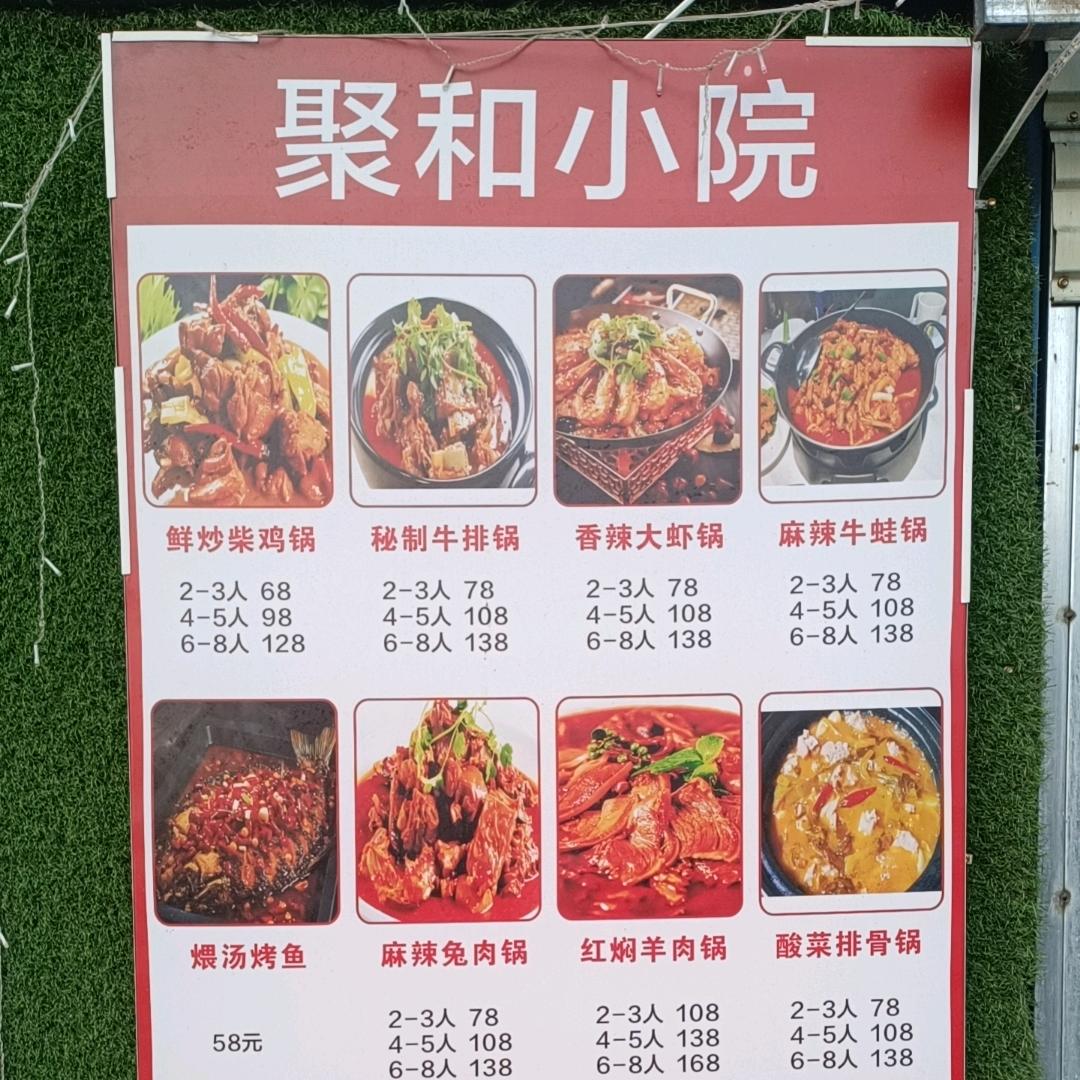 聚和小院
鲜炒柴鸡锅 秘制牛排锅 香辣大虾锅 麻辣牛蛙锅
2-3人 68 2-3人 78 2-3人 78 2-3人 78
4-5人 98 4-5人 108 4-5人 108 4-5人 108
6-8人 128 6-8人 138 6-8人 138 6-8人 138
煨汤烤鱼 麻辣兔肉锅 红焖羊肉锅 酸菜排骨锅
58元 2-3人 78 2-3人 108 2-3人 78
4-5人 108 4-5人 138 4-5人 108
6-8人 138 6-8人 168 6-8人 138